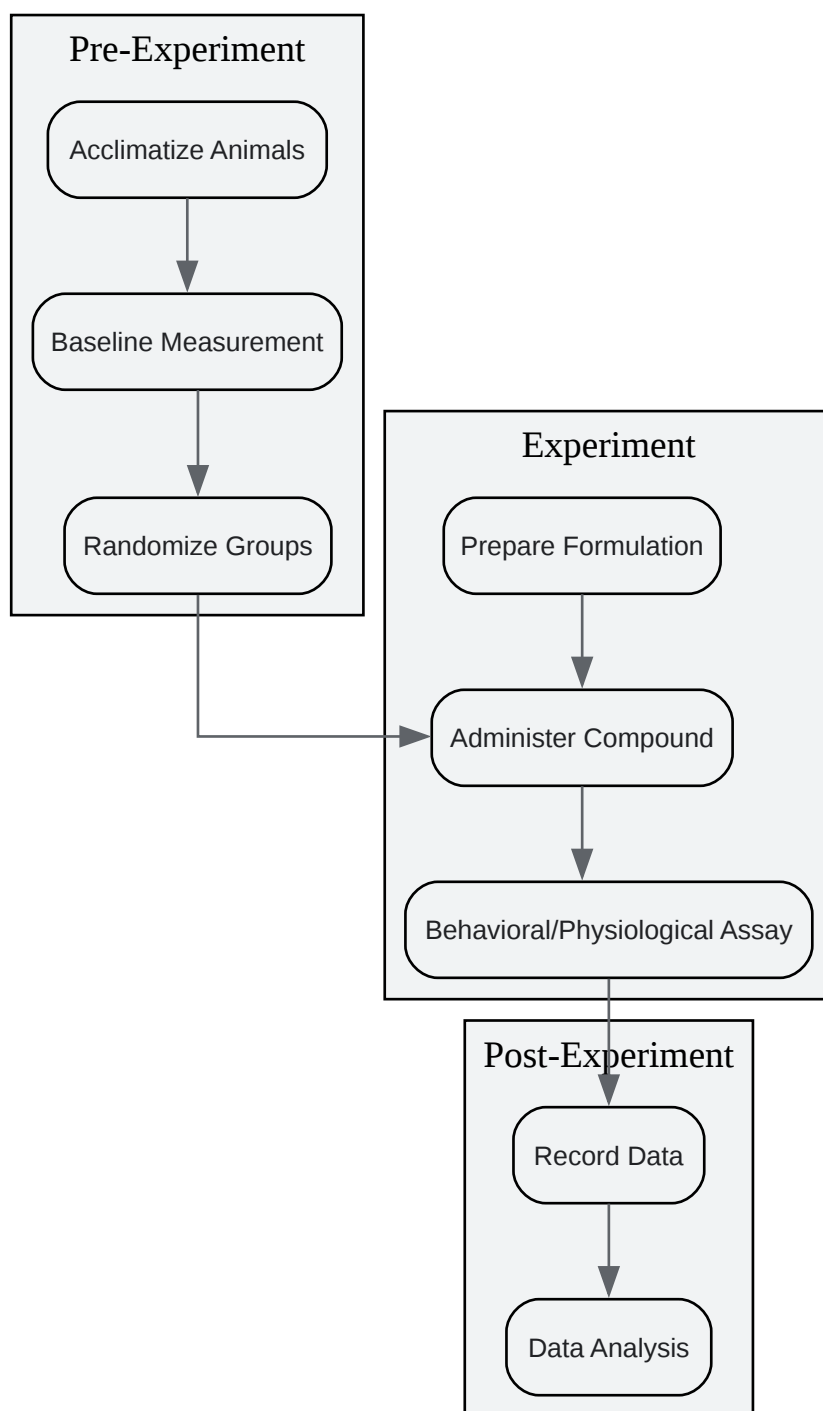 Pre-Experiment
Acclimatize Animals
Baseline Measurement
Randomize Groups
Experiment
Prepare Formulation
Administer Compound
Behavioral/Physiological Assay
Post-Experiment
Record Data
Data Analysis